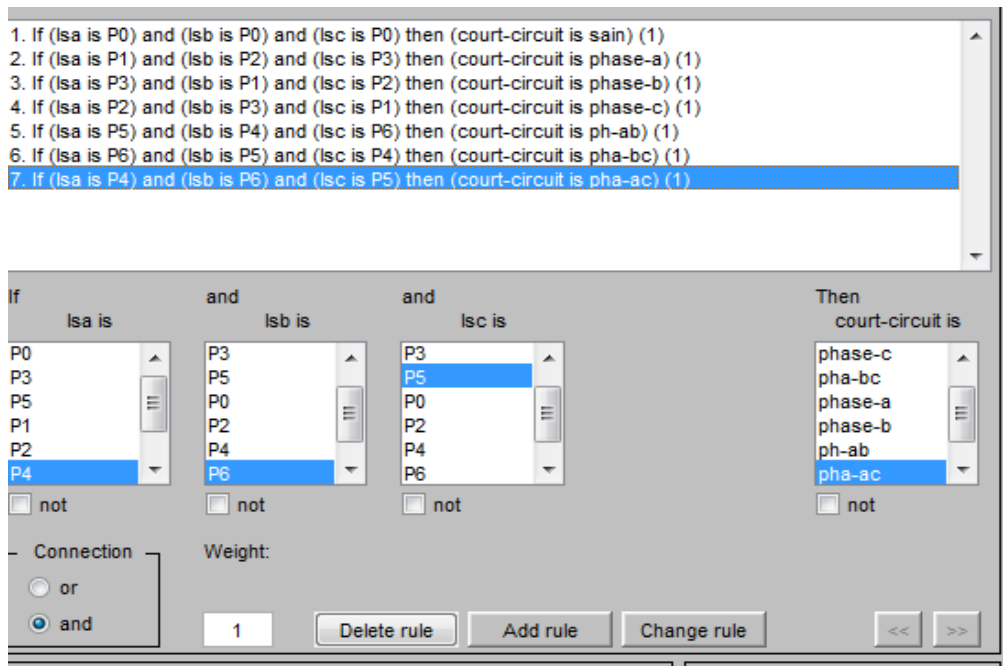 1. If (Isa is P0) and (Isb is P0) and (Isc is P0) then (court-circuit is sain) (1)
2. If (Isa is P1) and (Isb is P2) and (Isc is P3) then (court-circuit is phase-a) (1)
3. If (Isa is P3) and (Isb is P1) and (Isc is P2) then (court-circuit is phase-b) (1)
4. If (Isa is P2) and (Isb is P3) and (Isc is P1) then (court-circuit is phase-c) (1)
5. If (Isa is P5) and (Isb is P4) and (Isc is P6) then (court-circuit is ph-ab) (1)
6. If (Isa is P6) and (Isb is P5) and (Isc is P4) then (court-circuit is pha-bc) (1)
7. If (Isa is P4) and (Isb is P6) and (Isc is P5) then (court-circuit is pha-ac) (1)
If and and Then
Isa is Isb is Isc is court-circuit is
P0 P3 P3 phase-c
P3 P5 P5 pha-bc
P5 P0 P0 phase-a
P1 P2 P2 phase-b
P2 P4 P4 ph-ab
P4 P6 P6 pha-ac
not not not not
Connection Weight:
or
and 1 Delete rule Add rule Change rule << >>